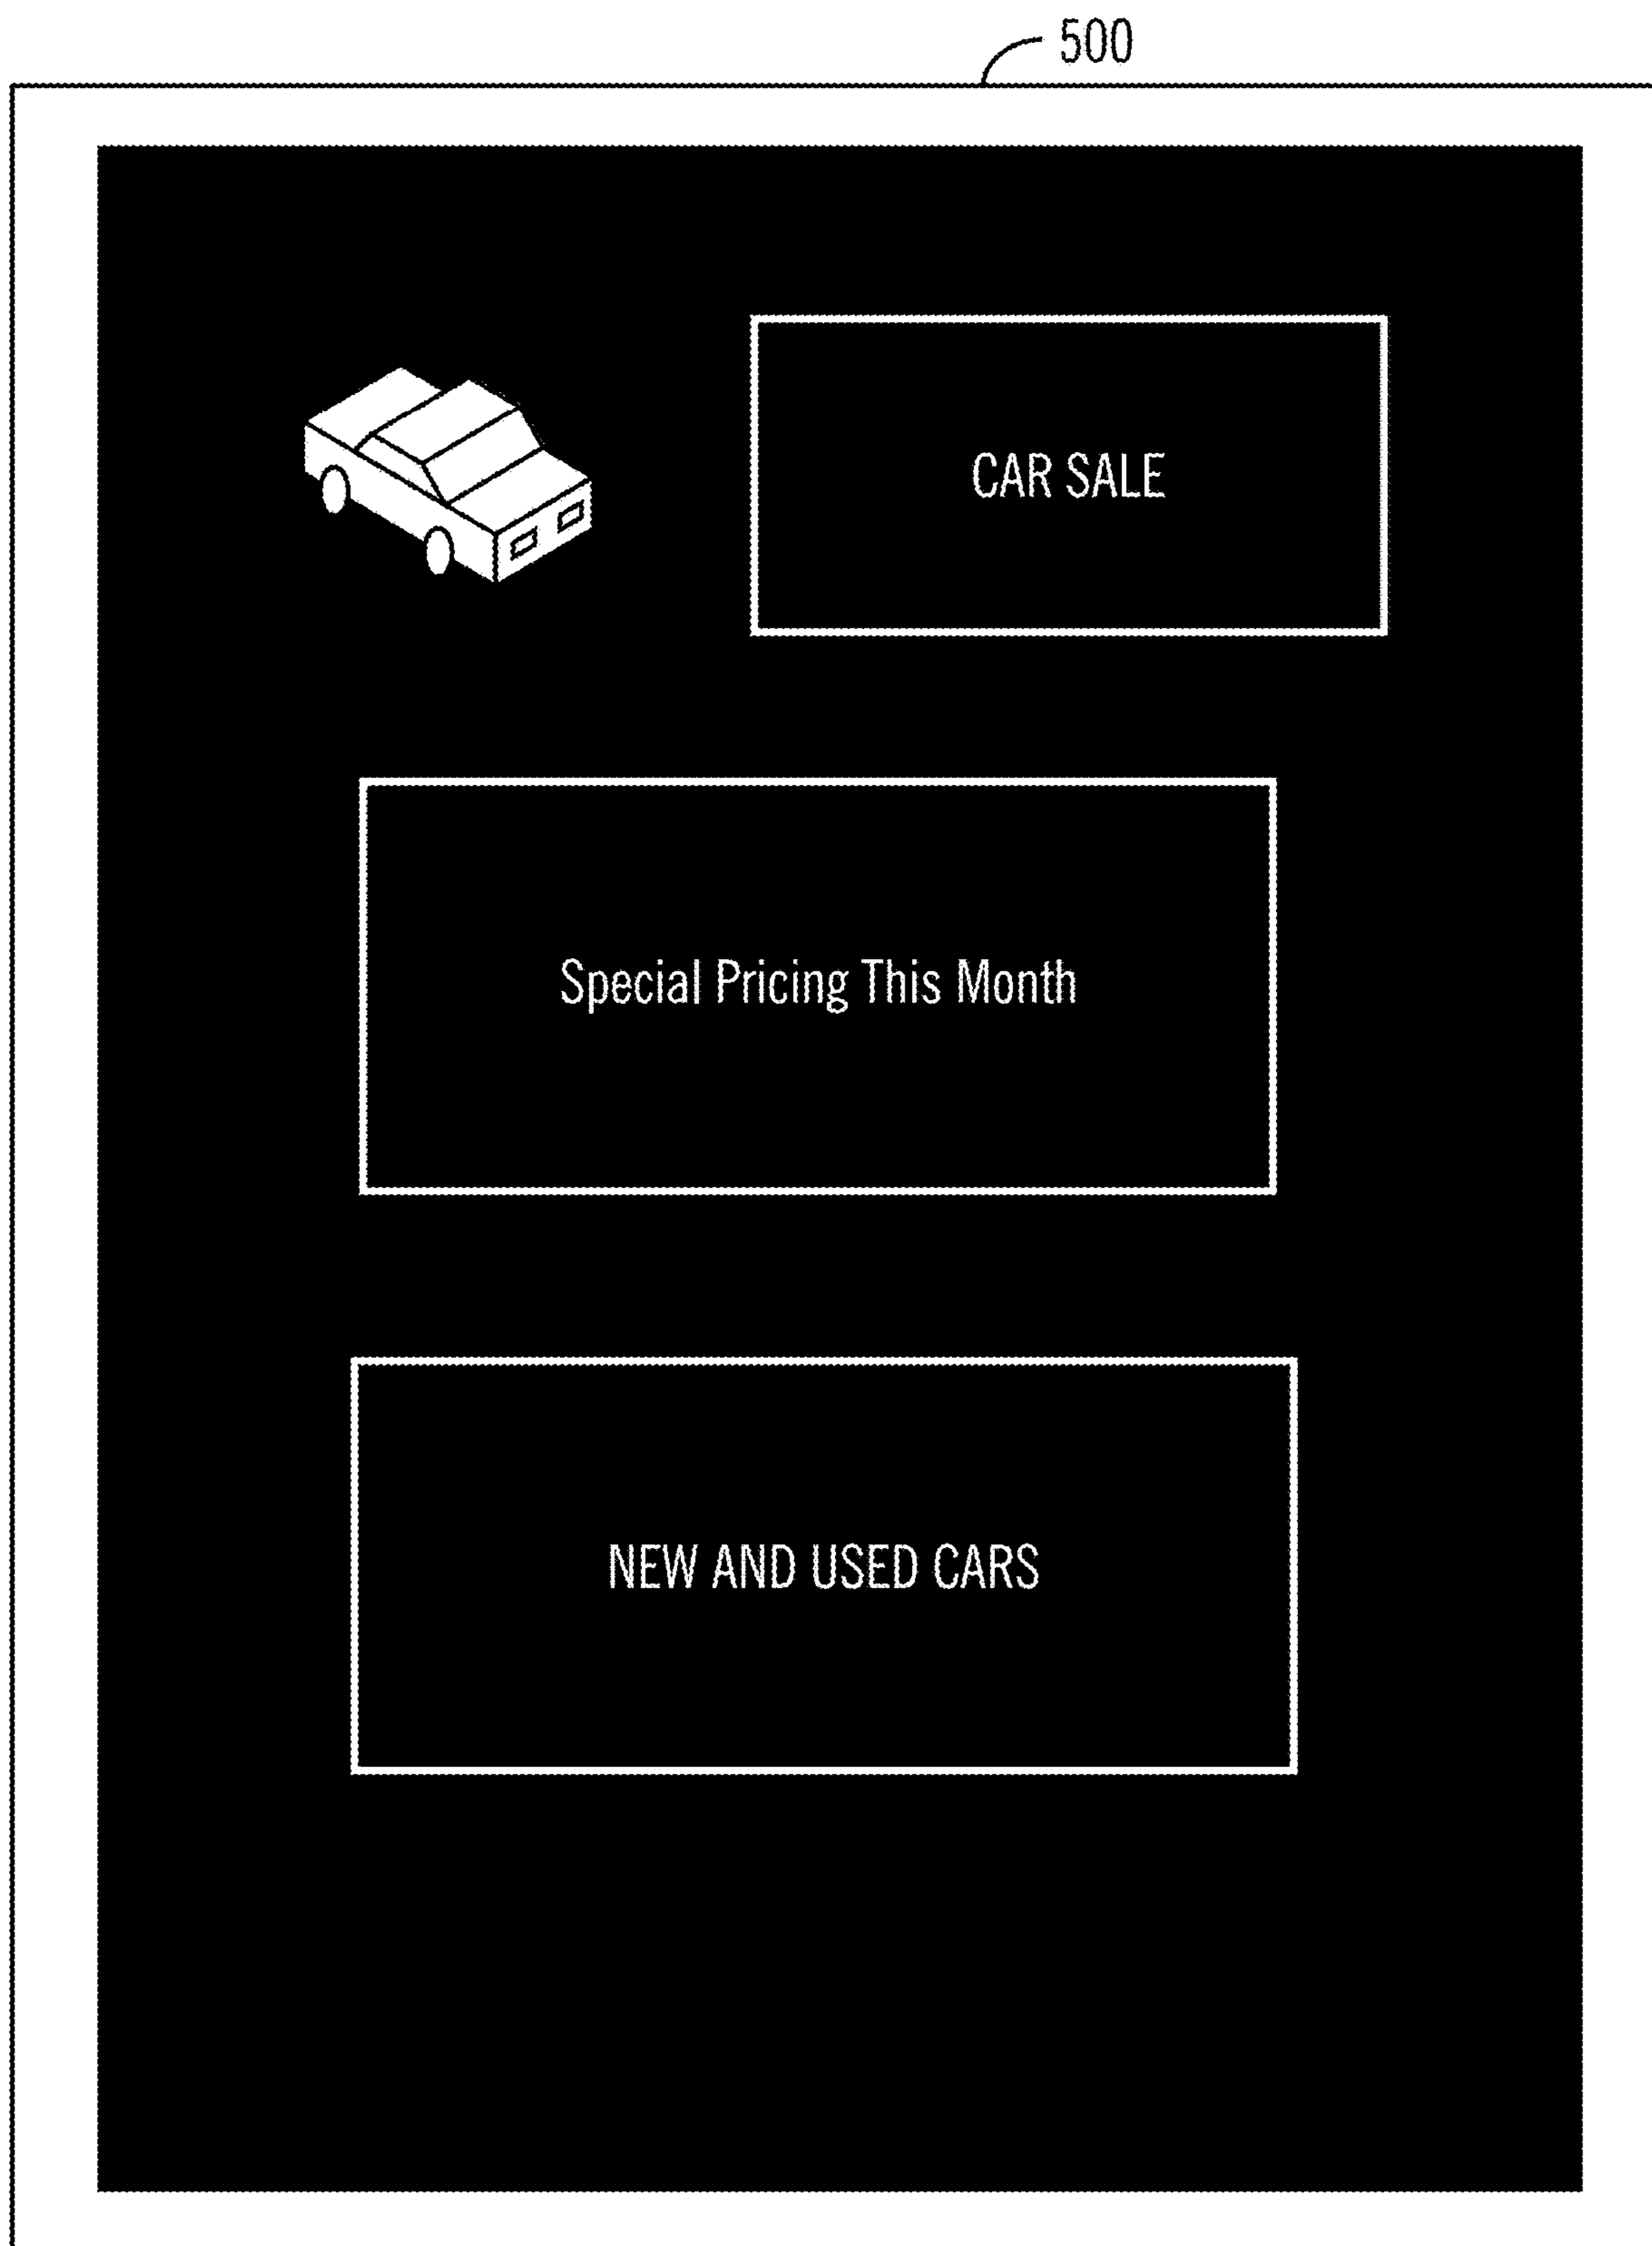 500
CAR SALE
Special Pricing This Month
NEW AND USED CARS